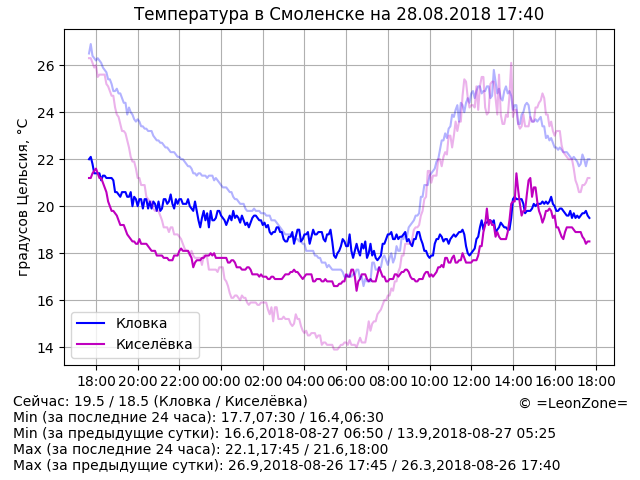 Температура в Смоленске на 28.08.2018 17:40
градусов Цельсия, °C
26
24
22
20
18
16
14
Кловка
Киселёвка
18:00 20:00 22:00 00:00 02:00 04:00 06:00 08:00 10:00 12:00 14:00 16:00 18:00
Сейчас: 19.5 / 18.5 (Кловка / Киселёвка)
© =LeonZone=
Min (за последние 24 часа): 17.7,07:30 / 16.4,06:30
Min (за предыдущие сутки): 16.6,2018-08-27 06:50 / 13.9,2018-08-27 05:25
Max (за последние 24 часа): 22.1,17:45 / 21.6,18:00
Max (за предыдущие сутки): 26.9,2018-08-26 17:45 / 26.3,2018-08-26 17:40